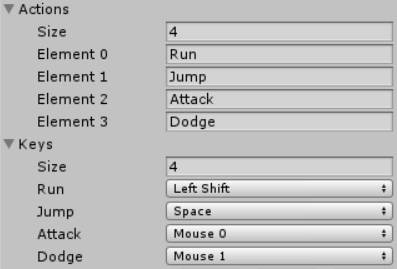 Actions
Size 4
Element 0 Run
Element 1 Jump
Element 2 Attack
Element 3 Dodge
Keys
Size 4
Run Left Shift
Jump Space
Attack Mouse 0
Dodge Mouse 1